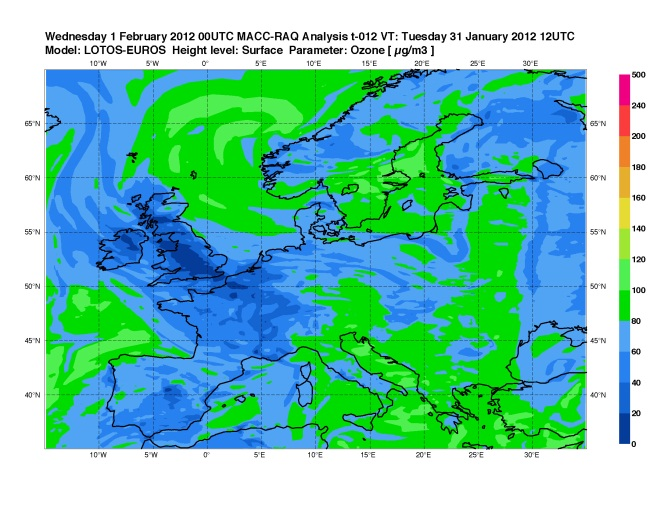 Wednesday 1 February 2012 00UTC MACC-RAQ Analysis t-012 VT: Tuesday 31 January 2012 12UTC
Model: LOTOS-EUROS Height level: Surface Parameter: Ozone [ µg/m3 ]
10°W 5°W 0° 5°E 10°E 15°E 20°E 25°E 30°E
500
240
200
180
160
140
120
100
80
60
40
20
0
65°N 65°N
60°N 60°N
55°N 55°N
50°N 50°N
45°N 45°N
40°N 40°N
10°W 5°W 0° 5°E 10°E 15°E 20°E 25°E 30°E